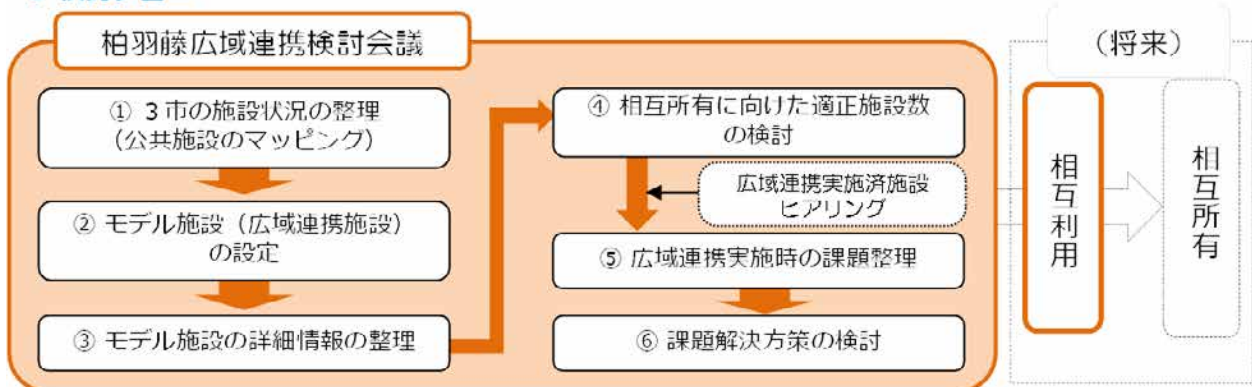 柏羽藤広域連携検討会議
① 3市の施設状況の整理
（公共施設のマッピング）
② モデル施設（広域連携施設）
の設定
③ モデル施設の詳細情報の整理
④ 相互所有に向けた適正施設数
の検討
広域連携実施済施設
ヒアリング
⑤ 広域連携実施時の課題整理
⑥ 課題解決方策の検討
（将来）
相互利用
相互所有